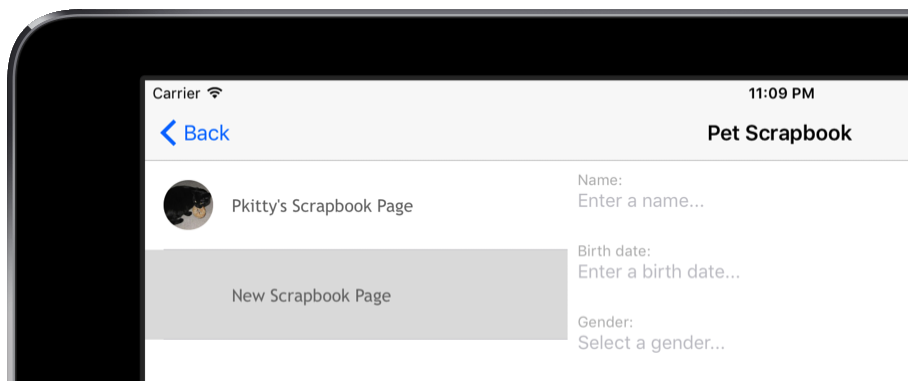 Carrier
11:09 PM
Back
Pet Scrapbook
Pkitty's Scrapbook Page
New Scrapbook Page
Name:
Enter a name...
Birth date:
Enter a birth date...
Gender:
Select a gender...